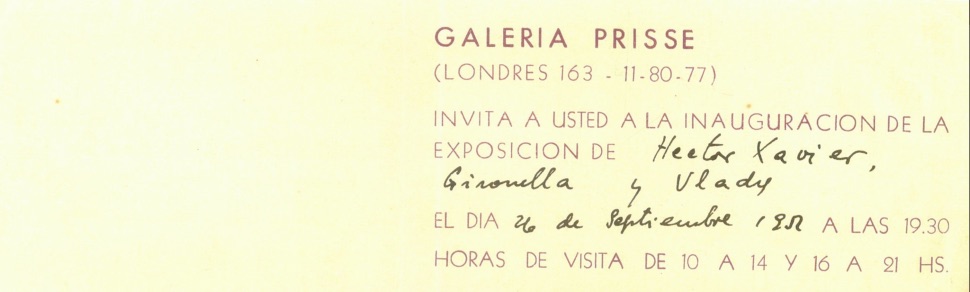 GALERIA PRISSE
(LONDRES 163 - 11-80-77)
INVITA A USTED A LA INAUGURACION DE LA
EXPOSICION DE Hector Xavier,
Gironella y Vlady
EL DIA 26 de Septiembre 1952 A LAS 19.30
HORAS DE VISITA DE 10 A 14 Y 16 A 21 HS.